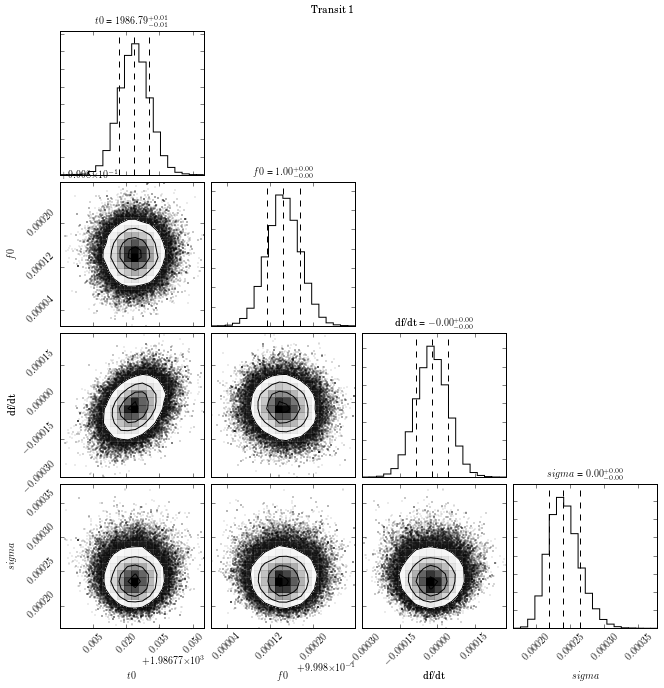 Transit 1
t0 = 1986.79 +0.01 −0.01
f0 = 1.00 +0.00 −0.00
0.00020
0.00012
0.00004
f0
df/dt = −0.00 +0.00 −0.00
0.00015
0.00000
−0.00015
−0.00030
df/dt
sigma = 0.00 +0.00 −0.00
0.00035
0.00030
0.00025
0.00020
sigma
0.005 0.020 0.035 0.050
0.00004 0.00012 0.00020
−0.00030 −0.00015 0.00000 0.00015
0.00020 0.00025 0.00030 0.00035
+1.98677×10³
+9.998×10⁻¹
t0 f0 df/dt sigma